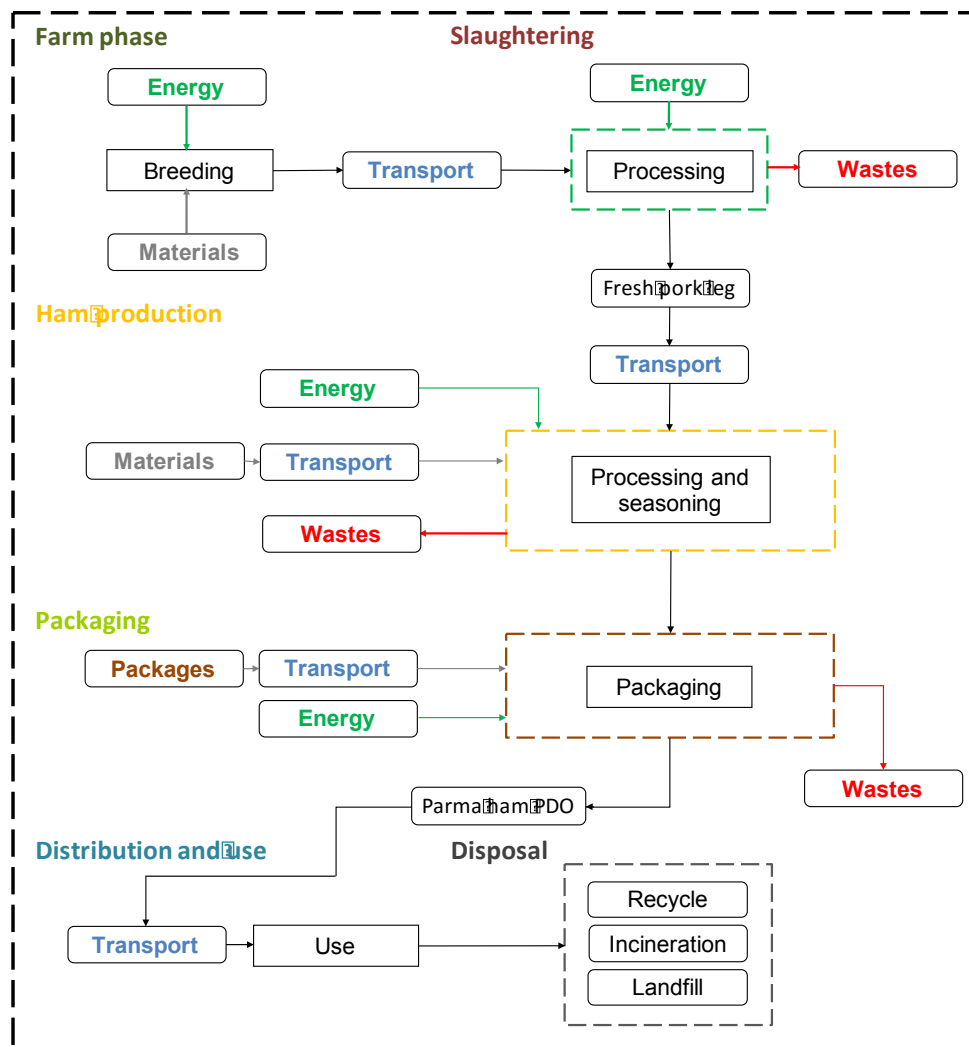 Farm phase
Slaughtering
Energy
Energy
Breeding
Transport
Processing
Wastes
Materials
Fresh pork leg
Ham production
Transport
Energy
Materials
Transport
Processing and
seasoning
Wastes
Packaging
Packages
Transport
Packaging
Energy
Wastes
Parma ham PDO
Distribution and use
Disposal
Recycle
Transport
Use
Incineration
Landfill